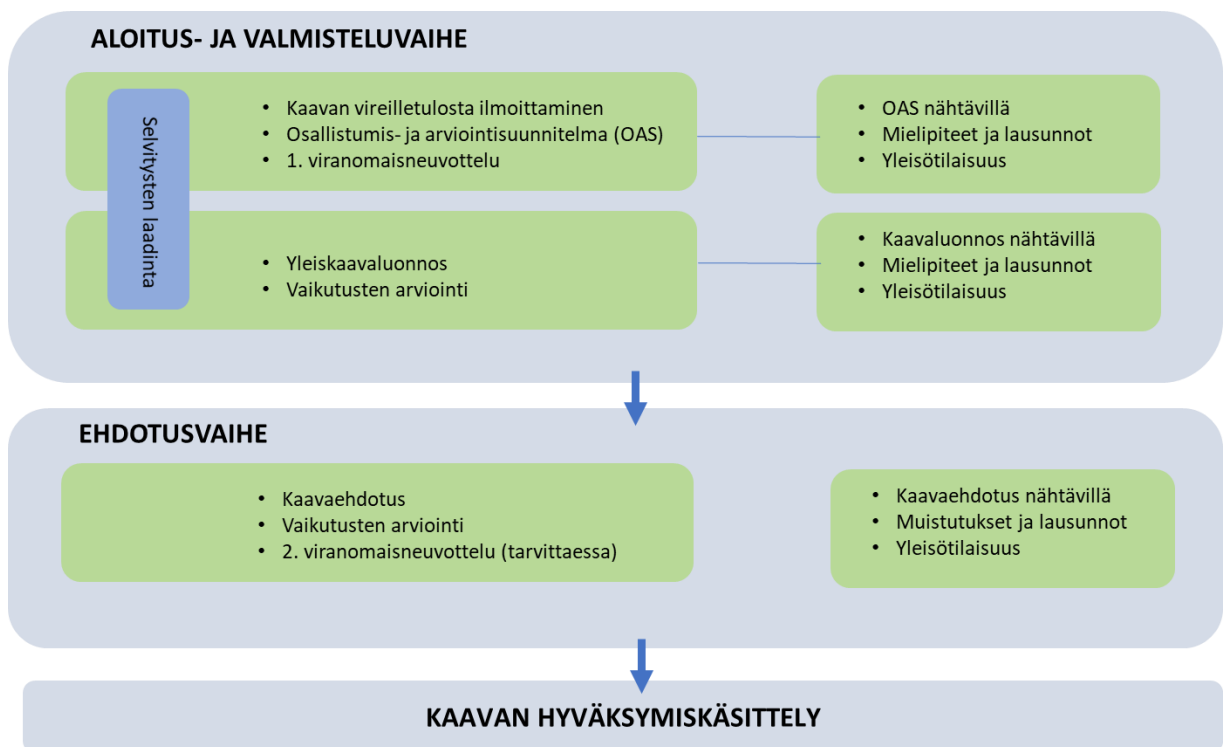 ALOITUS- JA VALMISTELUVAIHE
Selvitysten laadinta
• Kaavan vireilletulosta ilmoittaminen
• Osallistumis- ja arviointisuunnitelma (OAS)
• 1. viranomaisneuvottelu
• OAS nähtävillä
• Mielipiteet ja lausunnot
• Yleisötilaisuus
• Yleiskaavaluonnos
• Vaikutusten arviointi
• Kaavaluonnos nähtävillä
• Mielipiteet ja lausunnot
• Yleisötilaisuus
EHDOTUSVAIHE
• Kaavaehdotus
• Vaikutusten arviointi
• 2. viranomaisneuvottelu (tarvittaessa)
• Kaavaehdotus nähtävillä
• Muistutukset ja lausunnot
• Yleisötilaisuus
KAAVAN HYVÄKSYMISKÄSITTELY